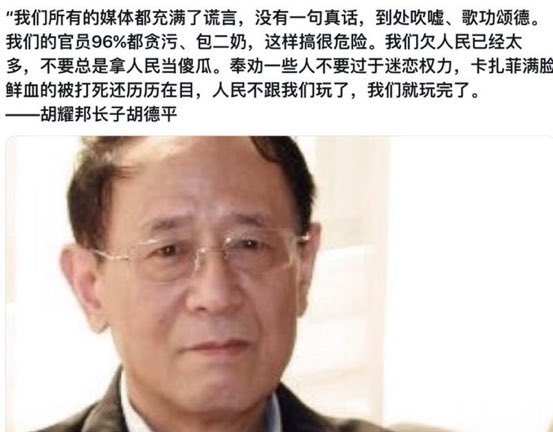 “我们所有的媒体都充满了谎言，没有一句真话，到处吹嘘、歌功颂德。
我们的官员96%都贪污、包二奶，这样搞很危险。我们欠人民已经太
多，不要总是拿人民当傻瓜。奉劝一些人不要过于迷恋权力，卡扎菲满脸
鲜血的被打死还历历在目，人民不跟我们玩了，我们就玩完了。
——胡耀邦长子胡德平